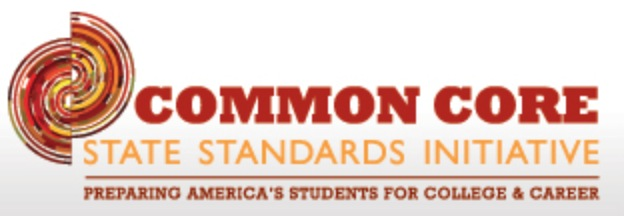 COMMON CORE
STATE STANDARDS INITIATIVE
PREPARING AMERICA'S STUDENTS FOR COLLEGE & CAREER